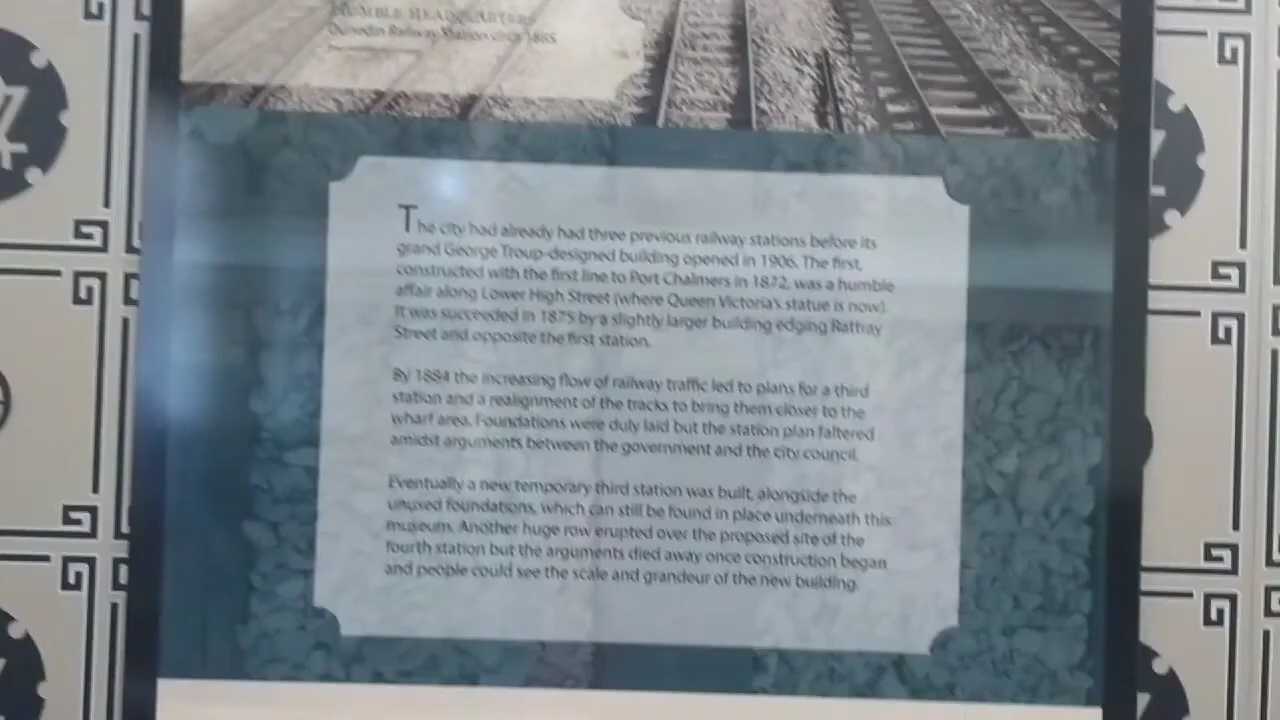 HUMBLE HEADQUARTERS
Dunedin Railway Station circa 1885
The city had already had three previous railway stations before its
grand George Troup-designed building opened in 1906. The first,
constructed with the first line to Port Chalmers in 1872, was a humble
affair along Lower High Street (where Queen Victoria's statue is now).
It was succeeded in 1875 by a slightly larger building edging Rattray
Street and opposite the first station.
By 1884 the increasing flow of railway traffic led to plans for a third
station and a realignment of the tracks to bring them closer to the
wharf area. Foundations were duly laid but the station plan faltered
amidst arguments between the government and the city council.
Eventually a new temporary third station was built, alongside the
unused foundations, which can still be found in place underneath this
museum. Another huge row erupted over the proposed site of the
fourth station but the arguments died away once construction began
and people could see the scale and grandeur of the new building.